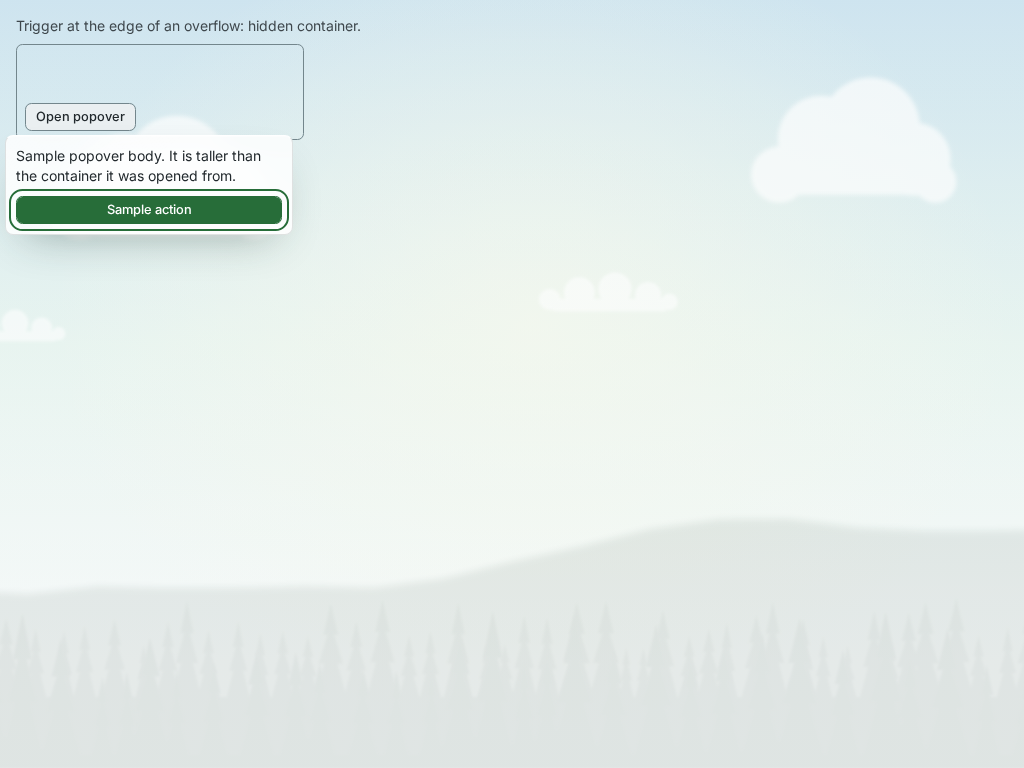 Trigger at the edge of an overflow: hidden container.
Open popover
Sample popover body. It is taller than
the container it was opened from.
Sample action